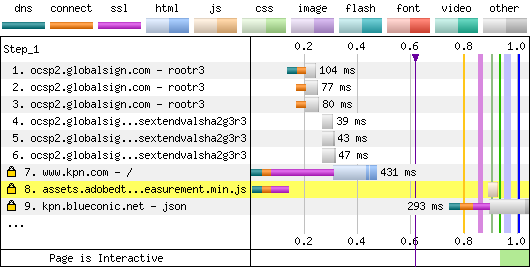 dns connect ssl html js css image flash font video other
Step_1 0.2 0.4 0.6 0.8 1.0
1. ocsp2.globalsign.com - rootr3 104 ms
2. ocsp2.globalsign.com - rootr3 77 ms
3. ocsp2.globalsign.com - rootr3 80 ms
4. ocsp2.globalsig...sextendvalsha2g3r3 39 ms
5. ocsp2.globalsig...sextendvalsha2g3r3 43 ms
6. ocsp2.globalsig...sextendvalsha2g3r3 47 ms
7. www.kpn.com - / 431 ms
8. assets.adobedt...easurement.min.js
9. kpn.blueconic.net - json 293 ms
...
0.2 0.4 0.6 0.8 1.0
Page is Interactive